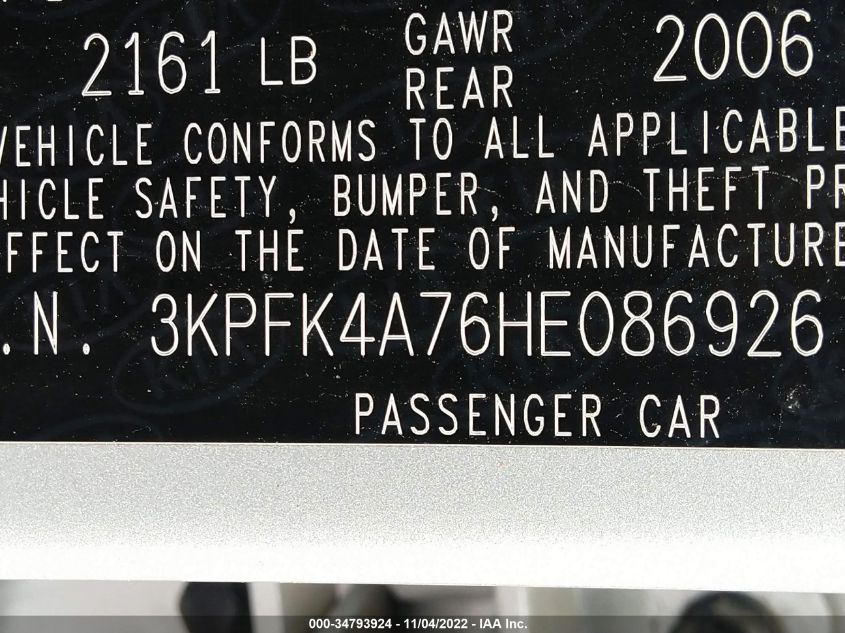 2161 LB GAWR REAR 2006
VEHICLE CONFORMS TO ALL APPLICABLE
HICLE SAFETY, BUMPER, AND THEFT PR
FFECT ON THE DATE OF MANUFACTURE
.N. 3KPFK4A76HE086926
PASSENGER CAR
000-34793924 - 11/04/2022 - IAA Inc.